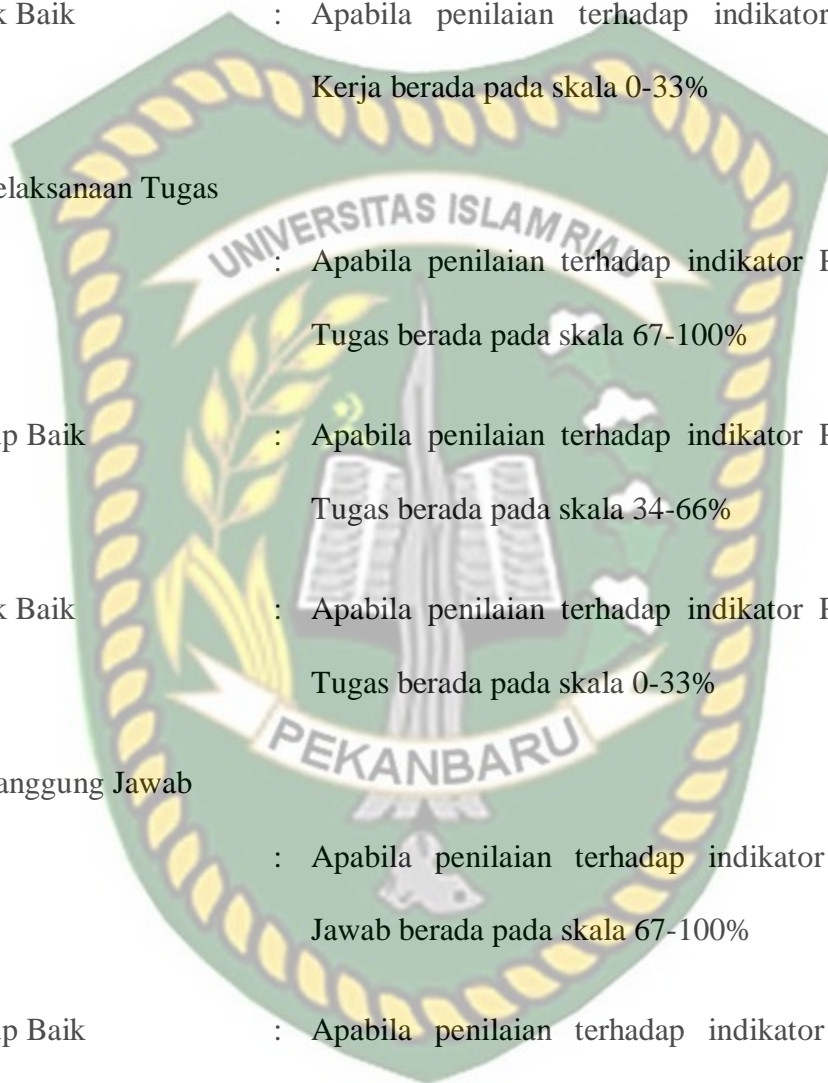 k Baik : Apabila penilaian terhadap indikator
Kerja berada pada skala 0-33%
elaksanaan Tugas
UNIVERSITAS ISLAM RIAU
: Apabila penilaian terhadap indikator
Tugas berada pada skala 67-100%
up Baik : Apabila penilaian terhadap indikator
Tugas berada pada skala 34-66%
k Baik : Apabila penilaian terhadap indikator
Tugas berada pada skala 0-33%
PEKANBARU
anggung Jawab
: Apabila penilaian terhadap indikator
Jawab berada pada skala 67-100%
up Baik : Apabila penilaian terhadap indikator